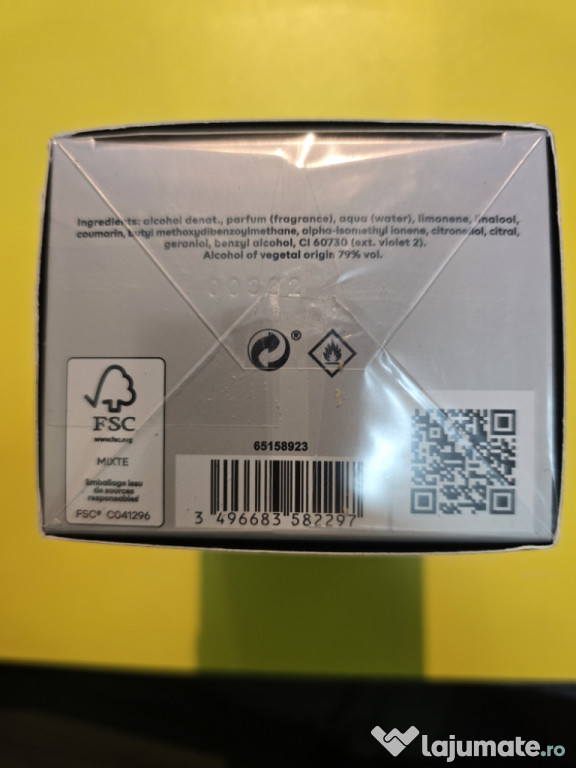 Ingredients: alcohol denat., parfum (fragrance), aqua (water), limonene, linalool,
coumarin, butyl methoxydibenzoylmethane, alpha-isomethyl ionene, citronellol, citral,
geraniol, benzyl alcohol, CI 60730 (ext. violet 2).
Alcohol of vegetal origin 79% vol.
®
FSC
www.fsc.org
MIXTE
Emballage issu
de sources
responsables
FSC® C041296
65158923
3 496683 582297
lajumate.ro